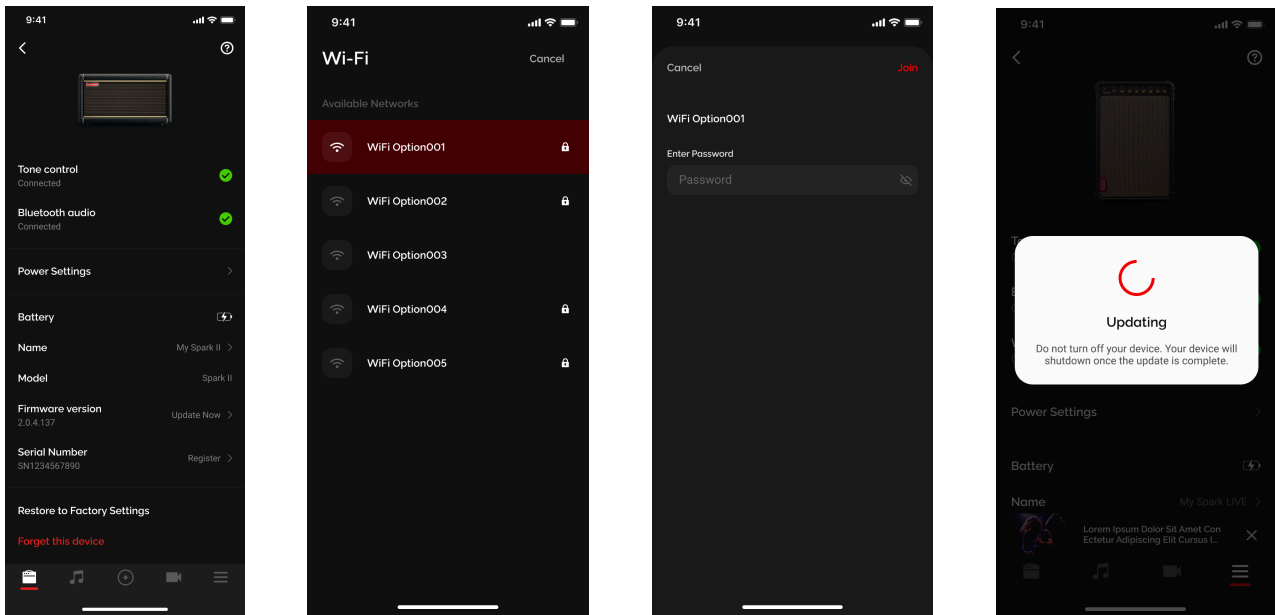 9:41
Tone control
Connected
Bluetooth audio
Connected
Power Settings
Battery
Name My Spark II
Model Spark II
Firmware version
2.0.4.137
Update Now
Serial Number
SN1234567890
Register
Restore to Factory Settings
Forget this device
9:41
Wi-Fi Cancel
Available Networks
WiFi Option001
WiFi Option002
WiFi Option003
WiFi Option004
WiFi Option005
9:41
Cancel Join
WiFi Option001
Enter Password
Password
9:41
Updating
Do not turn off your device. Your device will
shutdown once the update is complete.
Power Settings
Battery
Name My Spark LIVE
Lorem Ipsum Dolor Sit Amet Con
Ectetur Adipiscing Elit Cursus I...